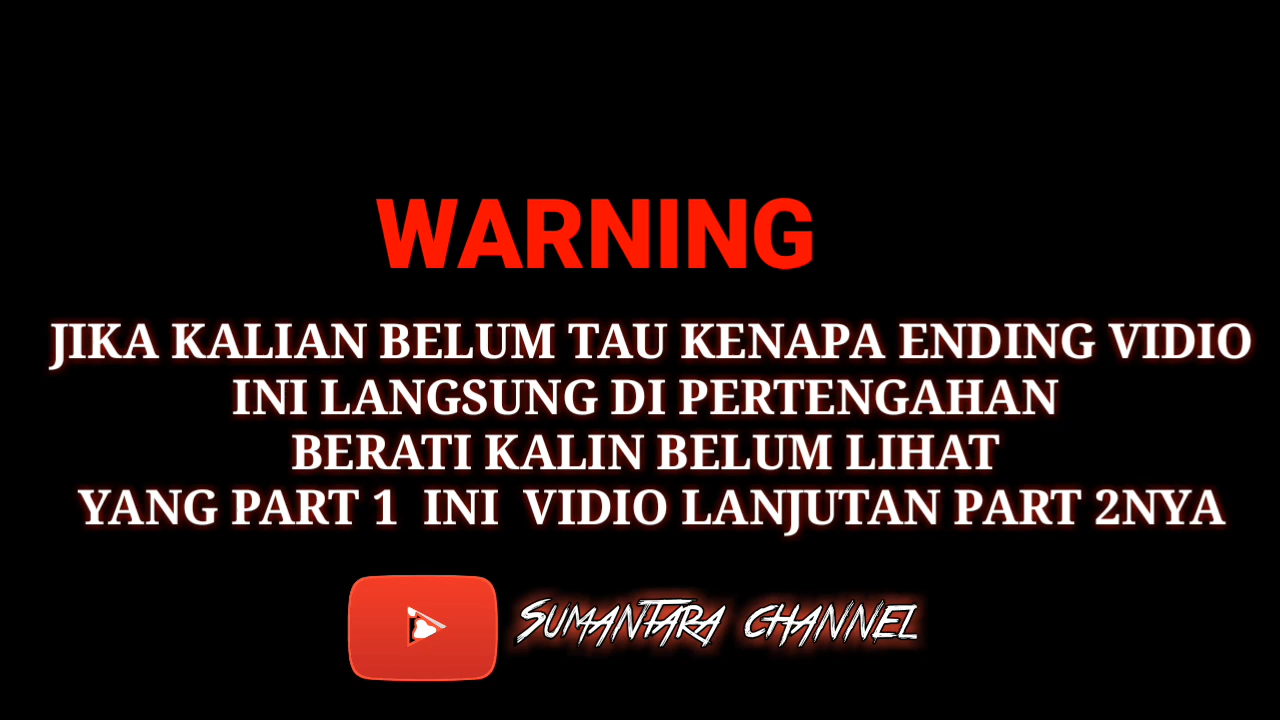 WARNING
JIKA KALIAN BELUM TAU KENAPA ENDING VIDIO
INI LANGSUNG DI PERTENGAHAN
BERATI KALIN BELUM LIHAT
YANG PART 1 INI VIDIO LANJUTAN PART 2NYA
SUMANTARA CHANNEL